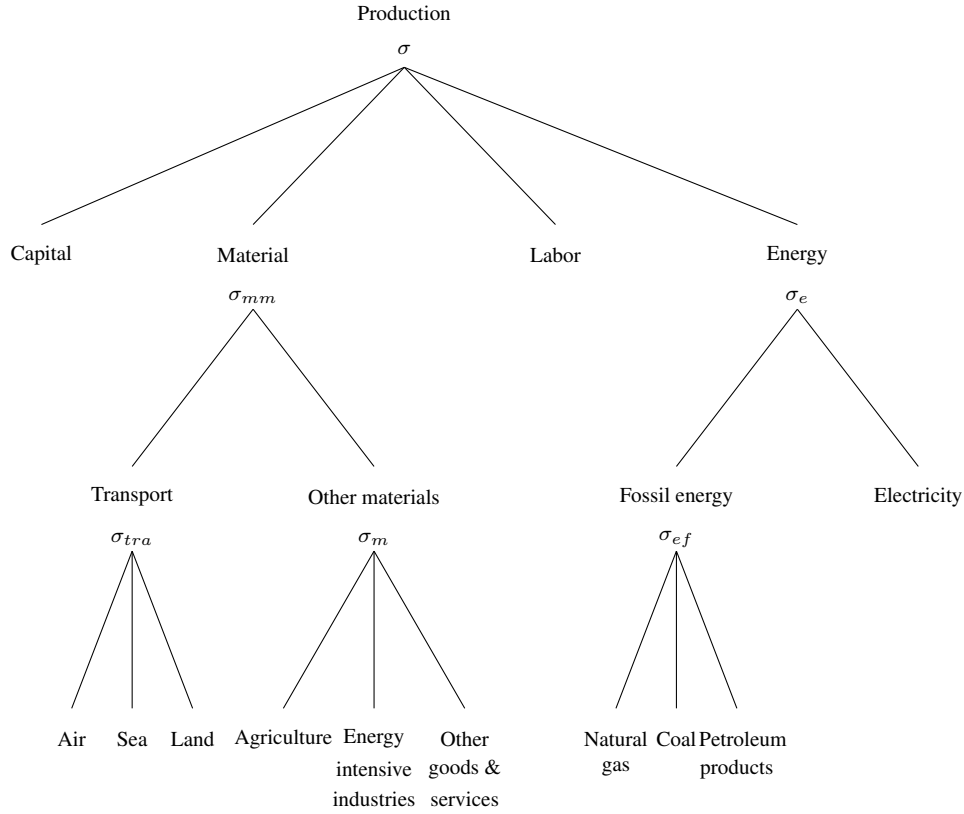 Production
σ
Capital
Material
Labor
Energy
σ_mm
σ_e
Transport
Other materials
Fossil energy
Electricity
σ_tra
σ_m
σ_ef
Air
Sea
Land
Agriculture
Energy
intensive
industries
Other
goods &
services
Natural
gas
Coal
Petroleum
products